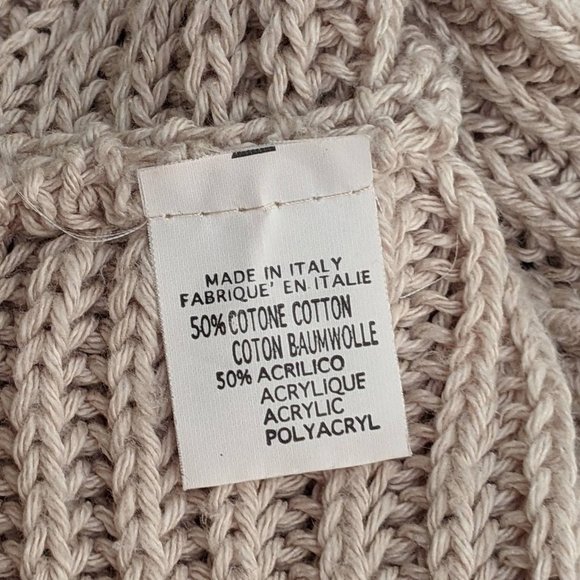 MADE IN ITALY
FABRIQUE' EN ITALIE
50% COTONE COTTON
COTON BAUMWOLLE
50% ACRILICO
ACRYLIQUE
ACRYLIC
POLYACRYL